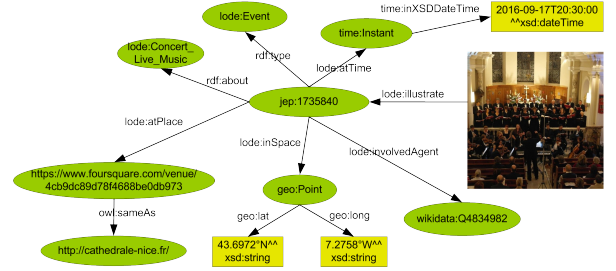 time:inXSDDateTime
2016-09-17T20:30:00
^^xsd:dateTime
lode:Event
time:Instant
lode:Concert_
Live_Music
rdf:type
lode:atTime
rdf:about
jep:1735840
lode:illustrate
lode:atPlace
lode:inSpace
lode:involvedAgent
https://www.foursquare.com/venue/
4cb9dc89d78f4688be0db973
geo:Point
owl:sameAs
geo:lat
geo:long
wikidata:Q4834982
http://cathedrale-nice.fr/
43.6972°N^^
xsd:string
7.2758°W^^
xsd:string